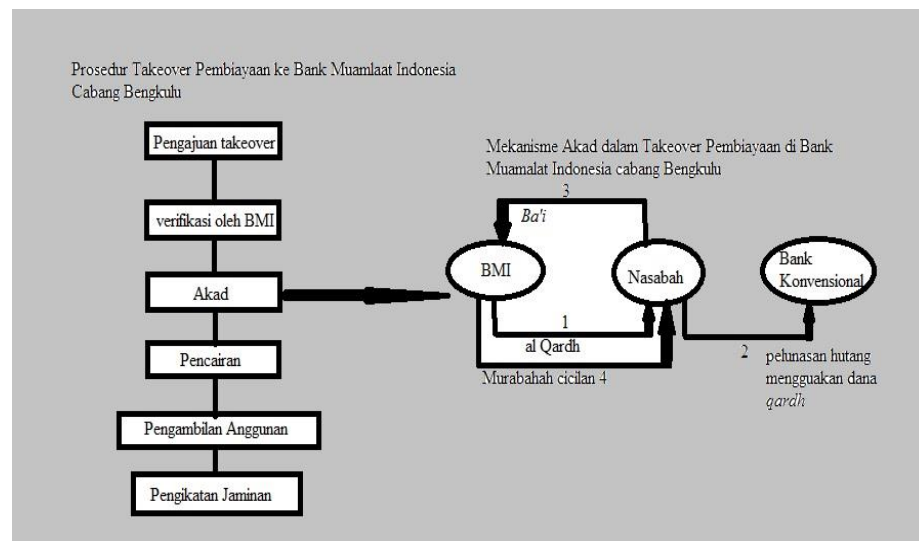 Prosedur Takeover Pembiayaan ke Bank Muamlaat Indonesia
Cabang Bengkulu
Pengajuan takeover
verifikasi oleh BMI
Akad
Pencairan
Pengambilan Anggunan
Pengikatan Jaminan
Mekanisme Akad dalam Takeover Pembiayaan di Bank
Muamalat Indonesia cabang Bengkulu
3
Ba'i
BMI
Nasabah
Bank
Konvensional
1
al Qardh
Murabahah cicilan 4
2
pelunasan hutang
mengguakan dana
qardh